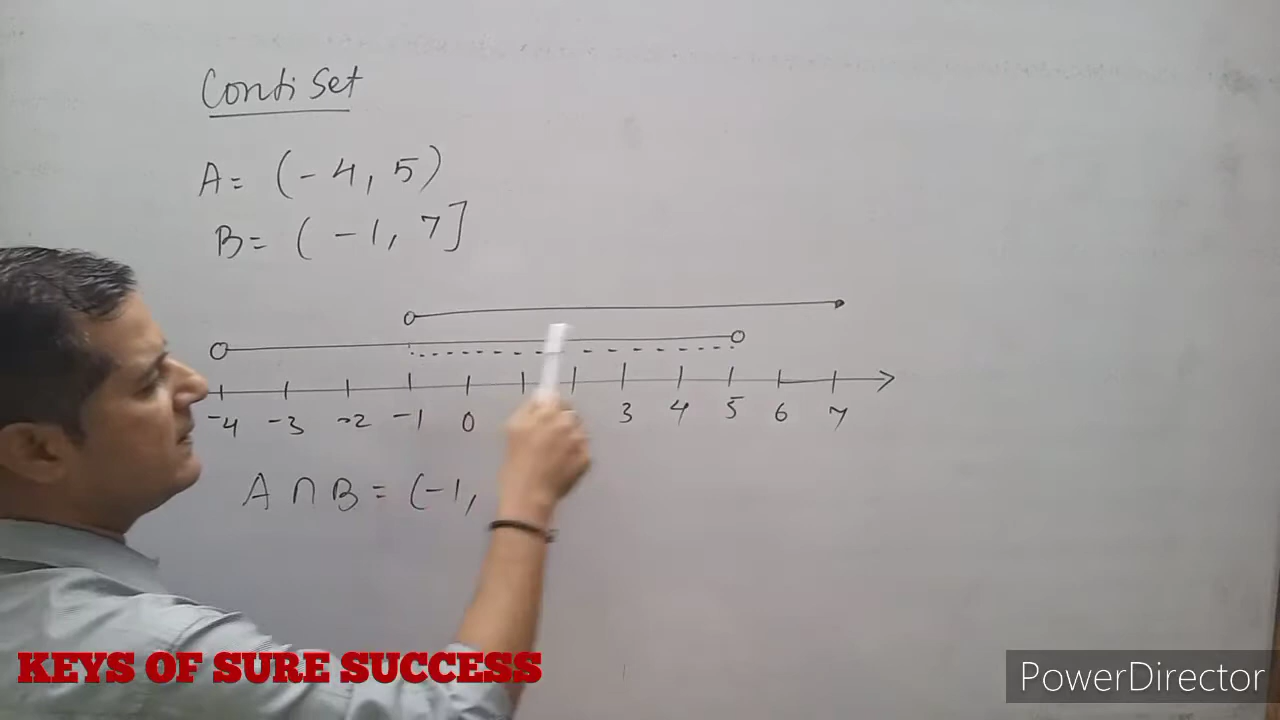 Conti Set
A = (-4, 5)
B = (-1, 7]
-4 -3 -2 -1 0 3 4 5 6 7
A ∩ B = (-1,
KEYS OF SURE SUCCESS
PowerDirector